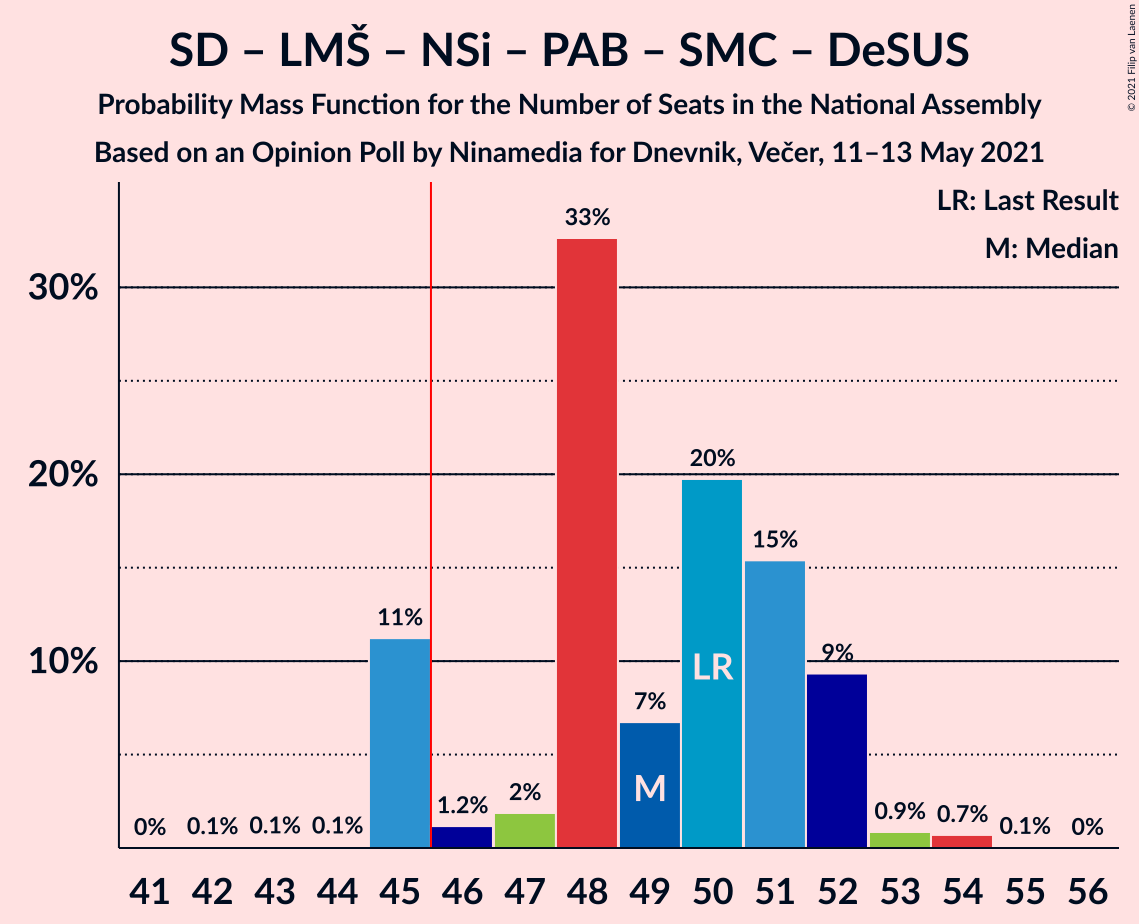 SD – LMŠ – NSi – PAB – SMC – DeSUS
Probability Mass Function for the Number of Seats in the National Assembly
Based on an Opinion Poll by Ninamedia for Dnevnik, Večer, 11–13 May 2021
© 2021 Filip van Laenen
LR: Last Result
M: Median
30%
20%
10%
0%
0.1%
0.1%
0.1%
11%
1.2%
2%
33%
7%
20%
15%
9%
0.9%
0.7%
0.1%
0%
M
LR
41 42 43 44 45 46 47 48 49 50 51 52 53 54 55 56